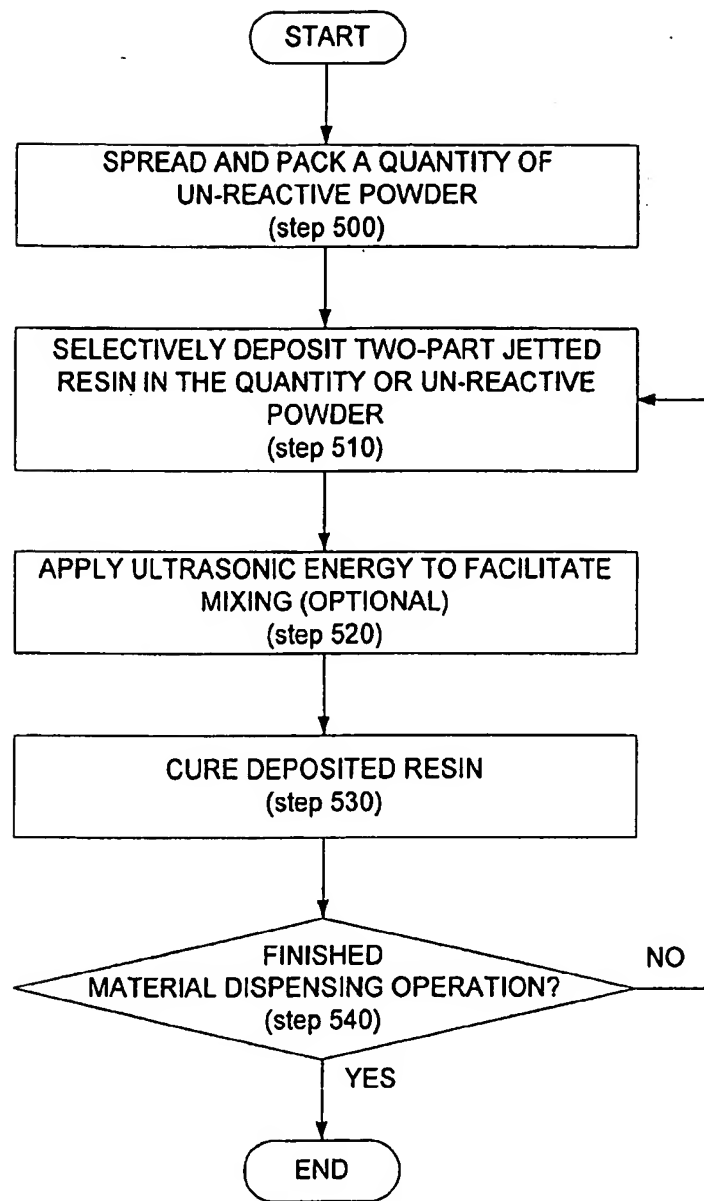 START
SPREAD AND PACK A QUANTITY OF
UN-REACTIVE POWDER
(step 500)
SELECTIVELY DEPOSIT TWO-PART JETTED
RESIN IN THE QUANTITY OR UN-REACTIVE
POWDER
(step 510)
APPLY ULTRASONIC ENERGY TO FACILITATE
MIXING (OPTIONAL)
(step 520)
CURE DEPOSITED RESIN
(step 530)
FINISHED
MATERIAL DISPENSING OPERATION?
(step 540)
NO
YES
END